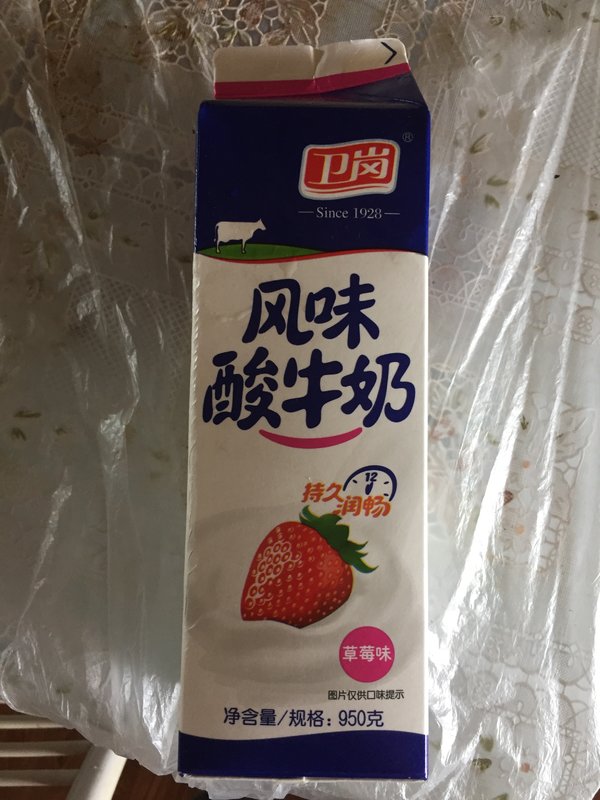 卫岗®
Since 1928
风味
酸牛奶
12
持久
润畅
草莓味
图片仅供口味提示
净含量/规格：950克